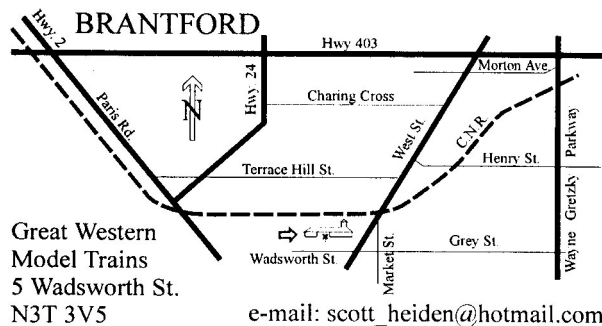 BRANTFORD
Hwy. 2
Hwy 403
Hwy 24
Morton Ave.
Paris Rd.
N
Charing Cross
West St.
C.N.R.
Henry St.
Wayne Gretzky Parkway
Terrace Hill St.
Wadsworth St.
Market St.
Grey St.
Great Western
Model Trains
5 Wadsworth St.
N3T 3V5
e-mail: scott_heiden@hotmail.com